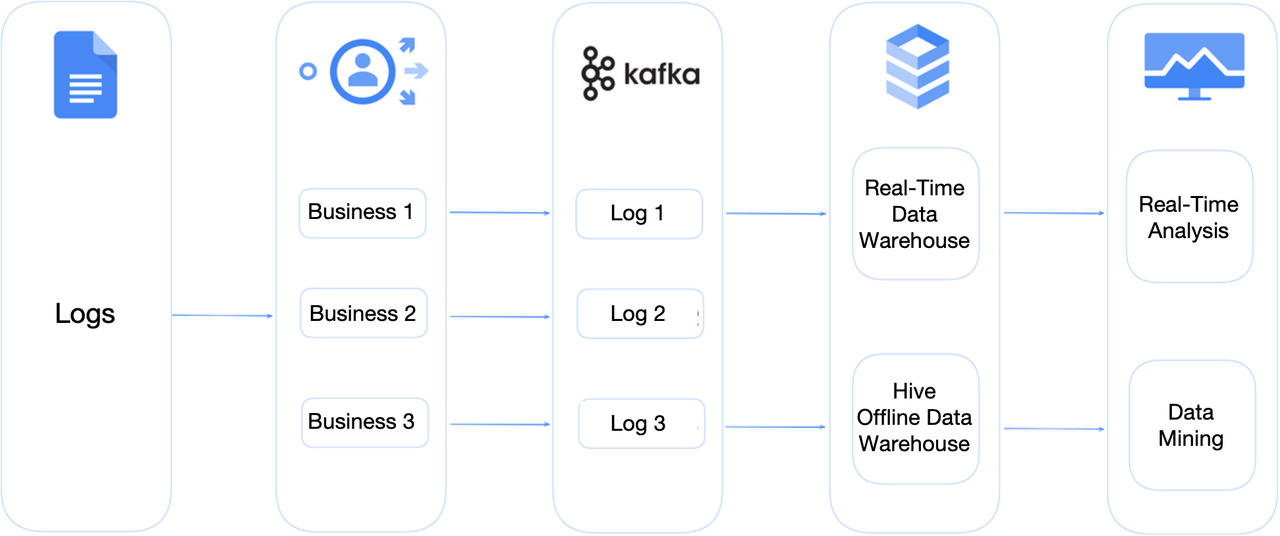 kafka
Business 1
Log 1
Real-Time
Data
Warehouse
Real-Time
Analysis
Logs
Business 2
Log 2
Business 3
Log 3
Hive
Offline Data
Warehouse
Data
Mining